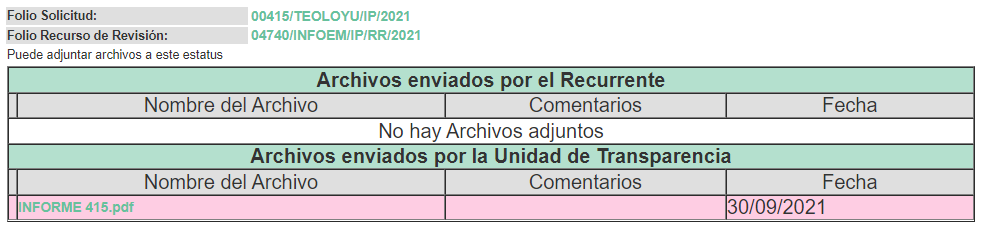 Folio Solicitud: 00415/TEOLOYU/IP/2021
Folio Recurso de Revisión: 04740/INFOEM/IP/RR/2021
Puede adjuntar archivos a este estatus
Archivos enviados por el Recurrente
Nombre del Archivo Comentarios Fecha
No hay Archivos adjuntos
Archivos enviados por la Unidad de Transparencia
Nombre del Archivo Comentarios Fecha
INFORME 415.pdf 30/09/2021